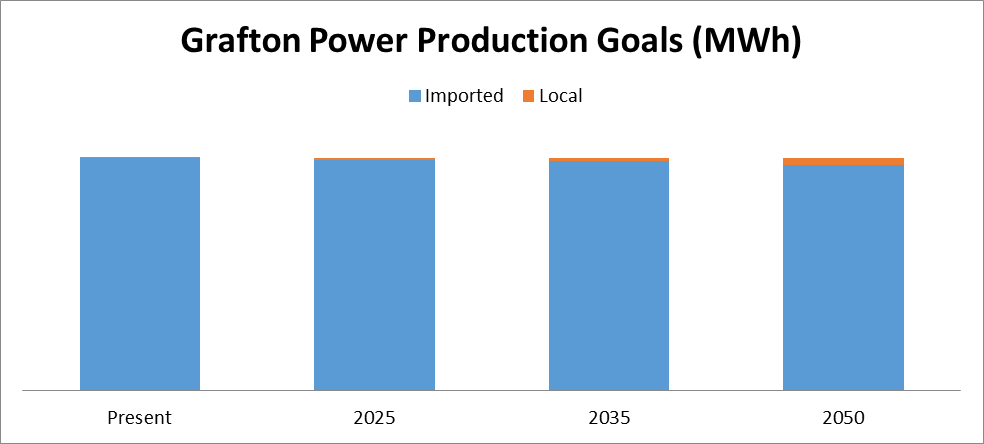 Grafton Power Production Goals (MWh)
Imported Local
Present 2025 2035 2050